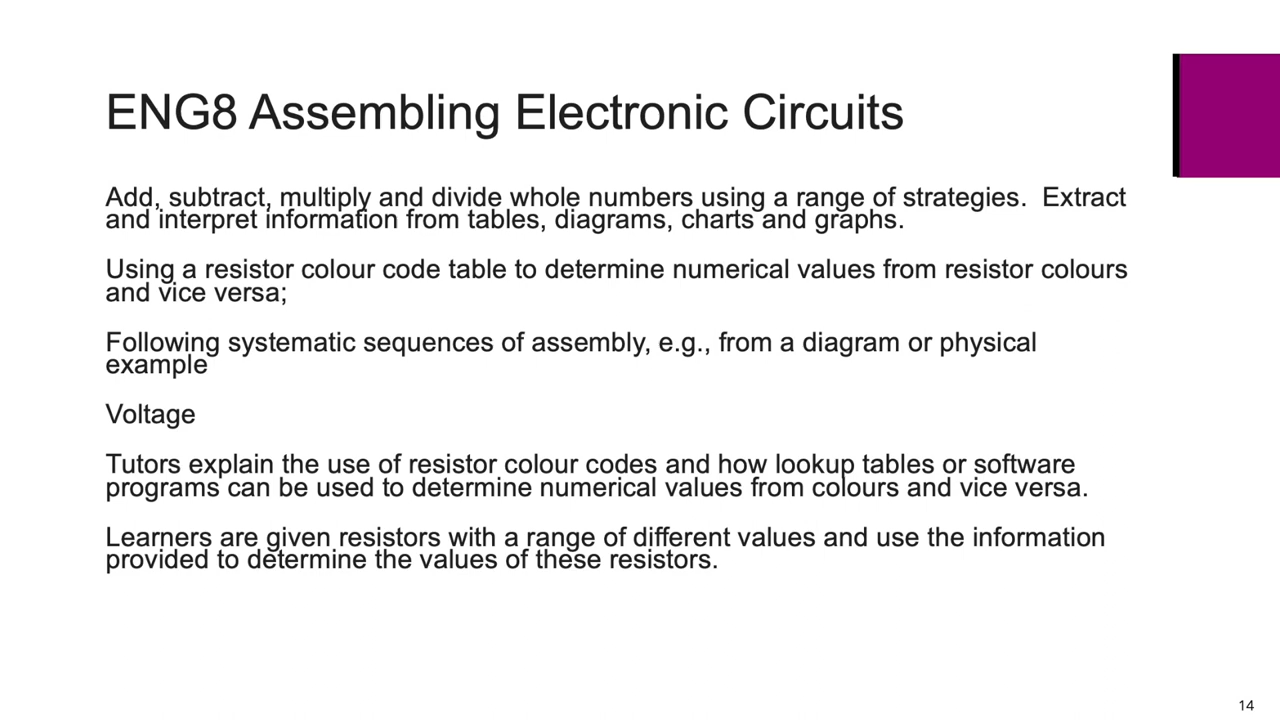 ENG8 Assembling Electronic Circuits
Add, subtract, multiply and divide whole numbers using a range of strategies.  Extract
and interpret information from tables, diagrams, charts and graphs.
Using a resistor colour code table to determine numerical values from resistor colours
and vice versa;
Following systematic sequences of assembly, e.g., from a diagram or physical
example
Voltage
Tutors explain the use of resistor colour codes and how lookup tables or software
programs can be used to determine numerical values from colours and vice versa.
Learners are given resistors with a range of different values and use the information
provided to determine the values of these resistors.
14